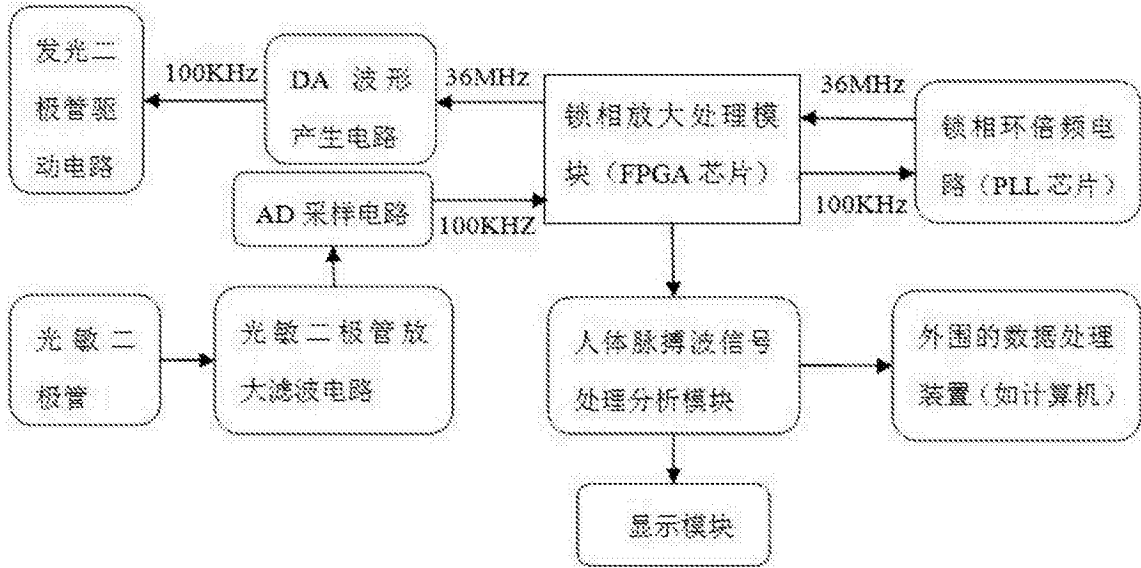 发光二
极管驱
动电路
100KHz
DA 波形
产生电路
36MHz
锁相放大处理模
块（FPGA 芯片）
36MHz
100KHz
锁相环倍频电
路（PLL 芯片）
AD 采样电路
100KHZ
光敏二
极管
光敏二极管放
大滤波电路
人体脉搏波信号
处理分析模块
外围的数据处理
装置（如计算机）
显示模块